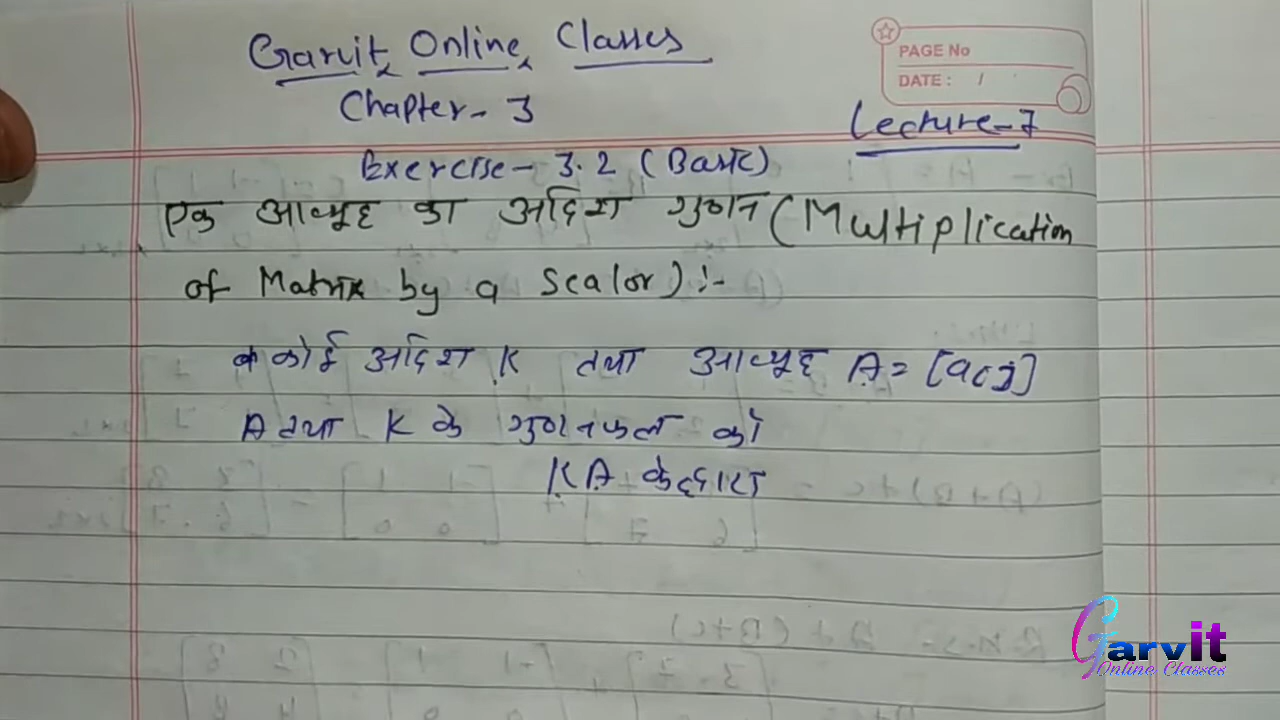 Garvit Online Classes
PAGE No
DATE : /
Chapter - 3
Lecture-7
Exercise - 3.2 (Basic)
एक आव्यूह का अदिश गुणन (Multiplication
of Matrix by a Scalor) :-
कोई अदिश K तथा आव्यूह A = [aij]
A तथा K के गुणनफल को
KA के द्वारा
Garvit
Online Classes